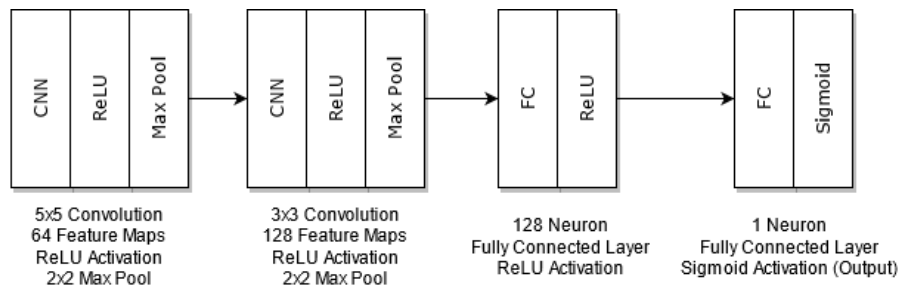 CNN
ReLU
Max Pool
CNN
ReLU
Max Pool
FC
ReLU
FC
Sigmoid
5x5 Convolution
64 Feature Maps
ReLU Activation
2x2 Max Pool
3x3 Convolution
128 Feature Maps
ReLU Activation
2x2 Max Pool
128 Neuron
Fully Connected Layer
ReLU Activation
1 Neuron
Fully Connected Layer
Sigmoid Activation (Output)